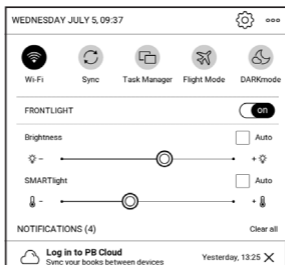 WEDNESDAY JULY 5, 09:37
Wi-Fi Sync Task Manager Flight Mode DARKmode
FRONTLIGHT on
Brightness Auto
SMARTlight Auto
NOTIFICATIONS (4) Clear all
Log in to PB Cloud
Sync your books between devices
Yesterday, 13:25